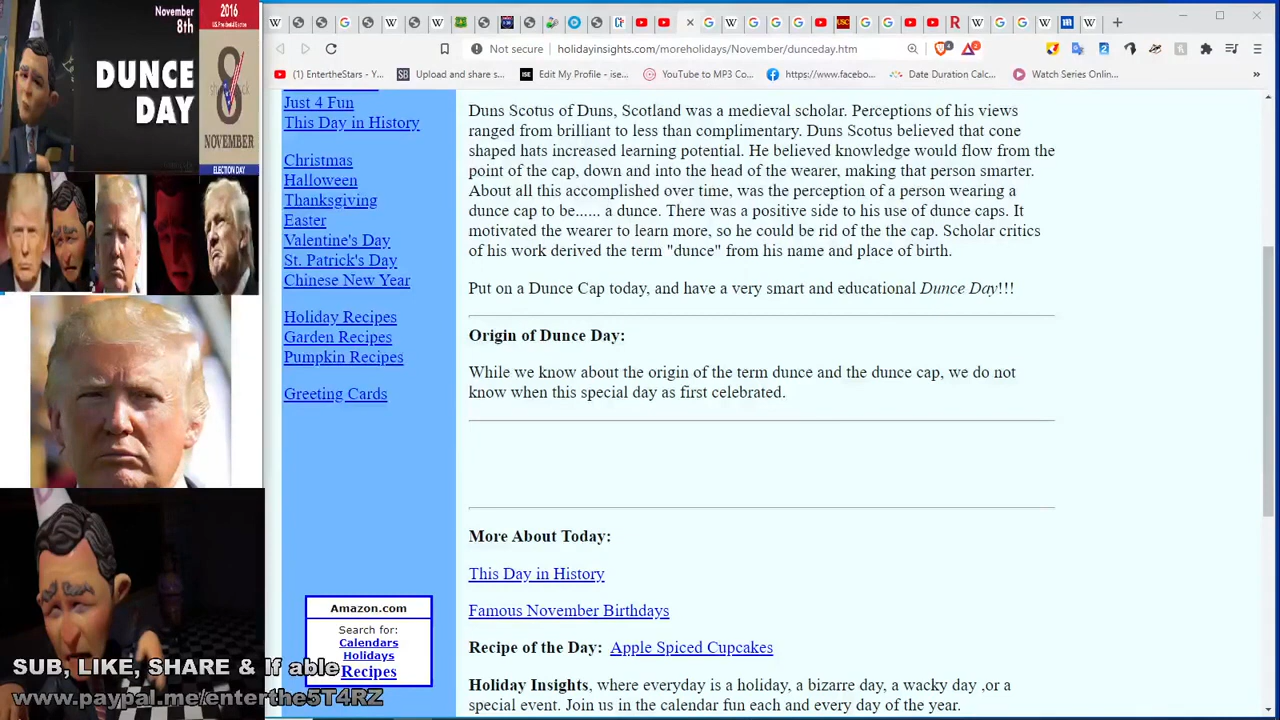 November
8th
DUNCE
DAY
2016
8
NOVEMBER
ELECTION DAY
SUB, LIKE, SHARE & If able
www.paypal.me/enterthe5T4RZ
Not secure
holidayinsights.com/moreholidays/November/dunceday.htm
(1) EntertheStars - Y...
Upload and share s...
Edit My Profile - ise...
YouTube to MP3 Co...
https://www.facebo...
Date Duration Calc...
Watch Series Onlin...
Just 4 Fun
This Day in History
Christmas
Halloween
Thanksgiving
Easter
Valentine's Day
St. Patrick's Day
Chinese New Year
Holiday Recipes
Garden Recipes
Pumpkin Recipes
Greeting Cards
Amazon.com
Search for:
Calendars
Holidays
Recipes
Duns Scotus of Duns, Scotland was a medieval scholar. Perceptions of his views
ranged from brilliant to less than complimentary. Duns Scotus believed that cone
shaped hats increased learning potential. He believed knowledge would flow from the
point of the cap, down and into the head of the wearer, making that person smarter.
About all this accomplished over time, was the perception of a person wearing a
dunce cap to be...... a dunce. There was a positive side to his use of dunce caps. It
motivated the wearer to learn more, so he could be rid of the the cap. Scholar critics
of his work derived the term "dunce" from his name and place of birth.
Put on a Dunce Cap today, and have a very smart and educational Dunce Day!!!
Origin of Dunce Day:
While we know about the origin of the term dunce and the dunce cap, we do not
know when this special day as first celebrated.
More About Today:
This Day in History
Famous November Birthdays
Recipe of the Day: Apple Spiced Cupcakes
Holiday Insights, where everyday is a holiday, a bizarre day, a wacky day ,or a
special event. Join us in the calendar fun each and every day of the year.